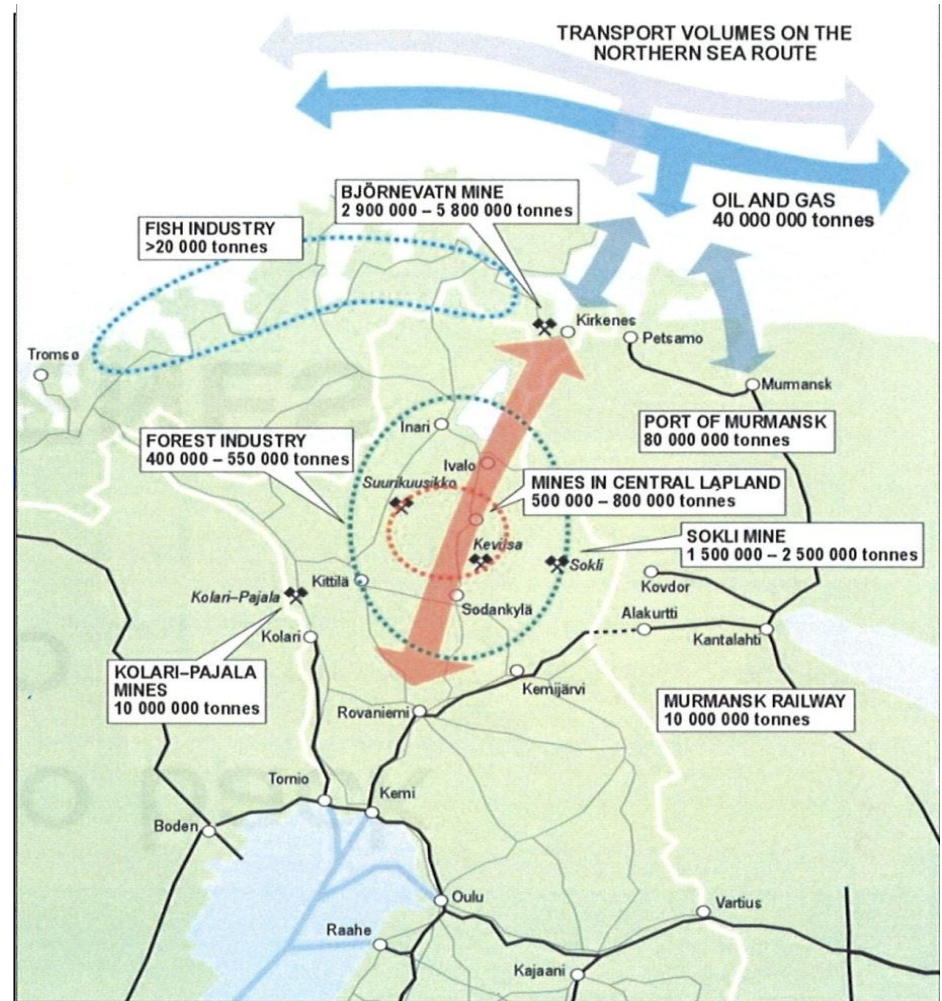 TRANSPORT VOLUMES ON THE
NORTHERN SEA ROUTE
BJÖRNEVATN MINE
2 900 000 – 5 800 000 tonnes
OIL AND GAS
40 000 000 tonnes
FISH INDUSTRY
>20 000 tonnes
Kirkenes
Petsamo
Tromsø
Murmansk
PORT OF MURMANSK
80 000 000 tonnes
Inari
FOREST INDUSTRY
400 000 – 550 000 tonnes
Ivalo
Suurikuusikko
MINES IN CENTRAL LAPLAND
500 000 – 800 000 tonnes
Kevitsa
SOKLI MINE
1 500 000 – 2 500 000 tonnes
Sokli
Kovdor
Kittilä
Kolari–Pajala
Sodankylä
Alakurtti
Kantalahti
Kolari
KOLARI–PAJALA
MINES
10 000 000 tonnes
Kemijärvi
Rovaniemi
MURMANSK RAILWAY
10 000 000 tonnes
Tornio
Kemi
Boden
Oulu
Vartius
Raahe
Kajaani